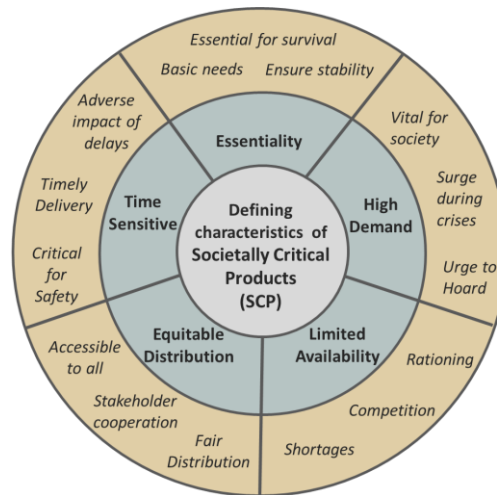 Essential for survival
Basic needs
Ensure stability
Essentiality
Vital for
society
Surge
during
crises
Urge to
Hoard
High
Demand
Rationing
Competition
Shortages
Limited
Availability
Accessible
to all
Stakeholder
cooperation
Fair
Distribution
Equitable
Distribution
Adverse
impact of
delays
Timely
Delivery
Critical
for
Safety
Time
Sensitive
Defining
characteristics of
Societally Critical
Products
(SCP)